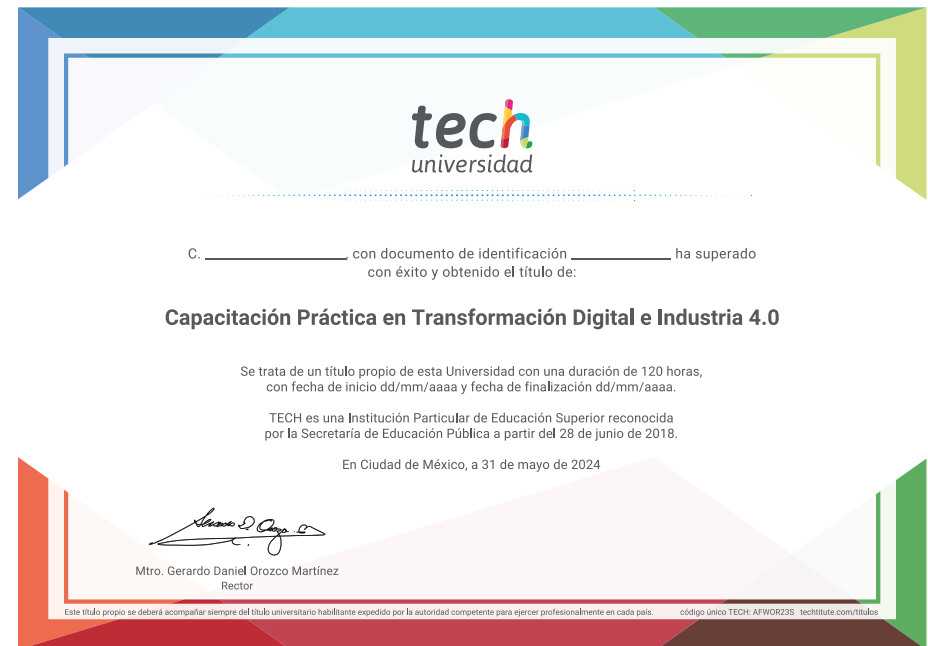 tech
universidad
C. ________________, con documento de identificación ___________ ha superado
con éxito y obtenido el título de:
Capacitación Práctica en Transformación Digital e Industria 4.0
Se trata de un título propio de esta Universidad con una duración de 120 horas,
con fecha de inicio dd/mm/aaaa y fecha de finalización dd/mm/aaaa.
TECH es una Institución Particular de Educación Superior reconocida
por la Secretaría de Educación Pública a partir del 28 de junio de 2018.
En Ciudad de México, a 31 de mayo de 2024
Mtro. Gerardo Daniel Orozco Martínez
Rector
Este título propio se deberá acompañar siempre del título universitario habilitante expedido por la autoridad competente para ejercer profesionalmente en cada país. código único TECH: AFWOR23S techtitute.com/titulos